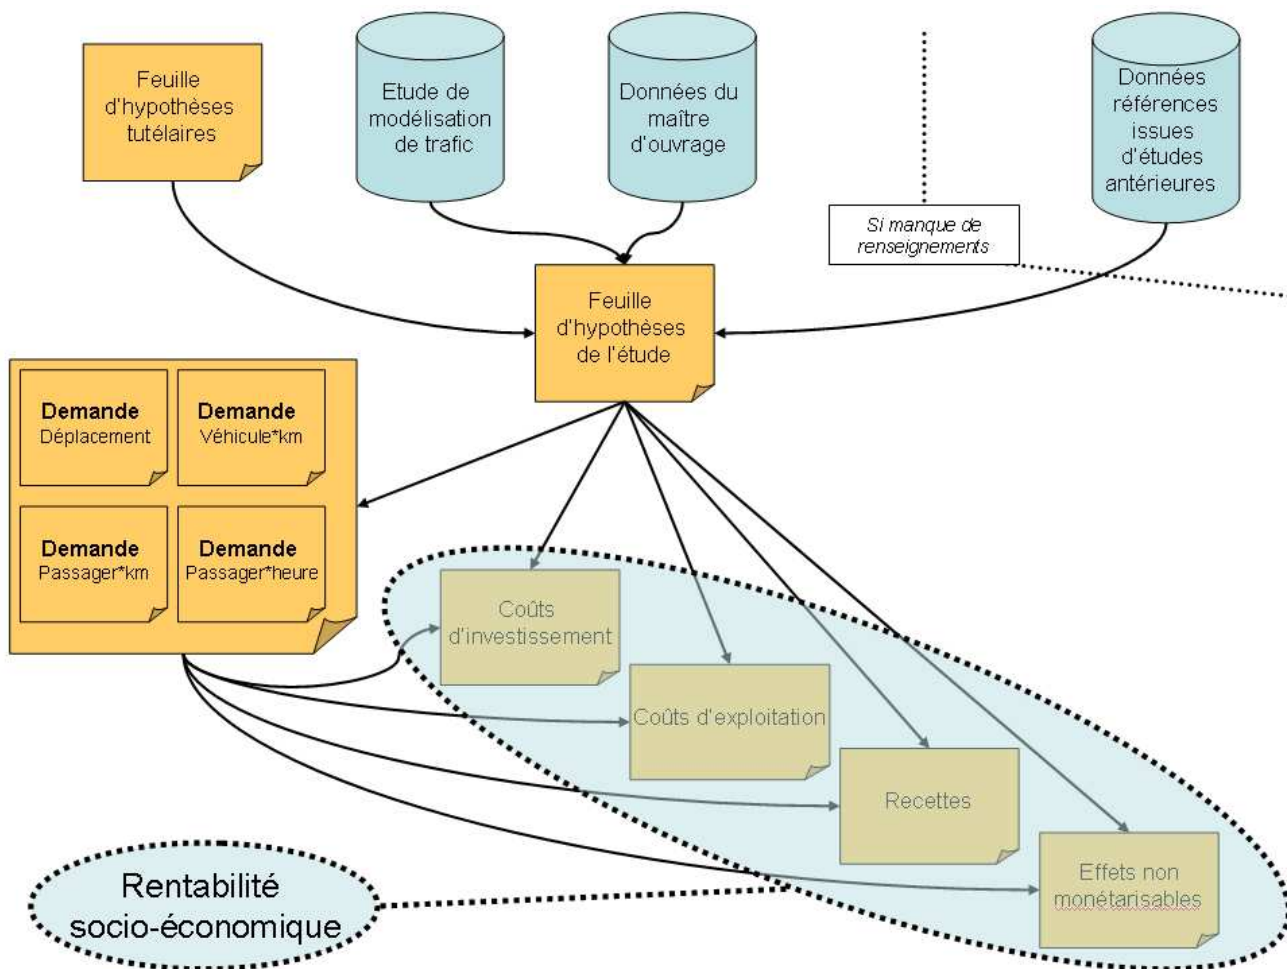 Feuille
d'hypothèses
tutélaires
Etude de
modélisation
de trafic
Données du
maître
d'ouvrage
Données
références
issues
d'études
antérieures
Si manque de
renseignements
Feuille
d'hypothèses
de l'étude
Demande
Déplacement
Demande
Véhicule*km
Demande
Passager*km
Demande
Passager*heure
Coûts
d'investissement
Coûts d'exploitation
Recettes
Effets non
monétarisables
Rentabilité
socio-économique